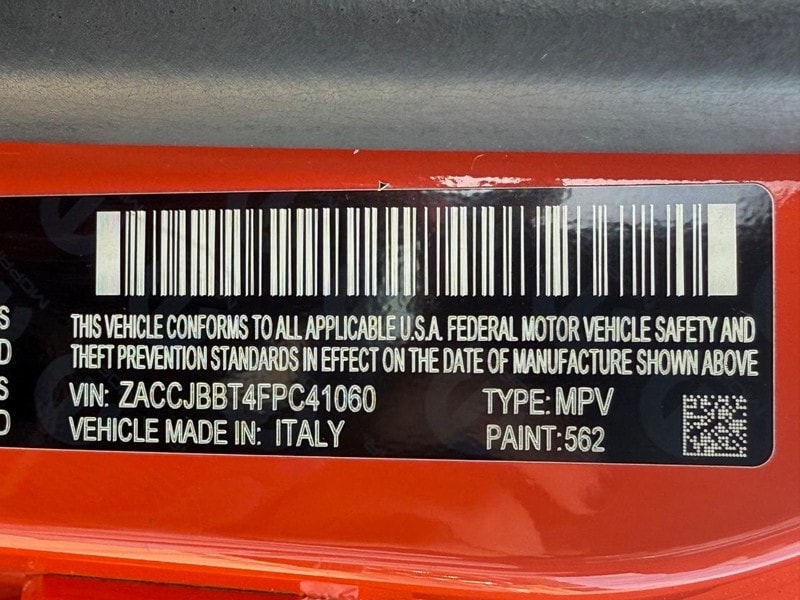 THIS VEHICLE CONFORMS TO ALL APPLICABLE U.S.A. FEDERAL MOTOR VEHICLE SAFETY AND
THEFT PREVENTION STANDARDS IN EFFECT ON THE DATE OF MANUFACTURE SHOWN ABOVE
VIN: ZACCJBBT4FPC41060 TYPE: MPV
VEHICLE MADE IN: ITALY PAINT: 562